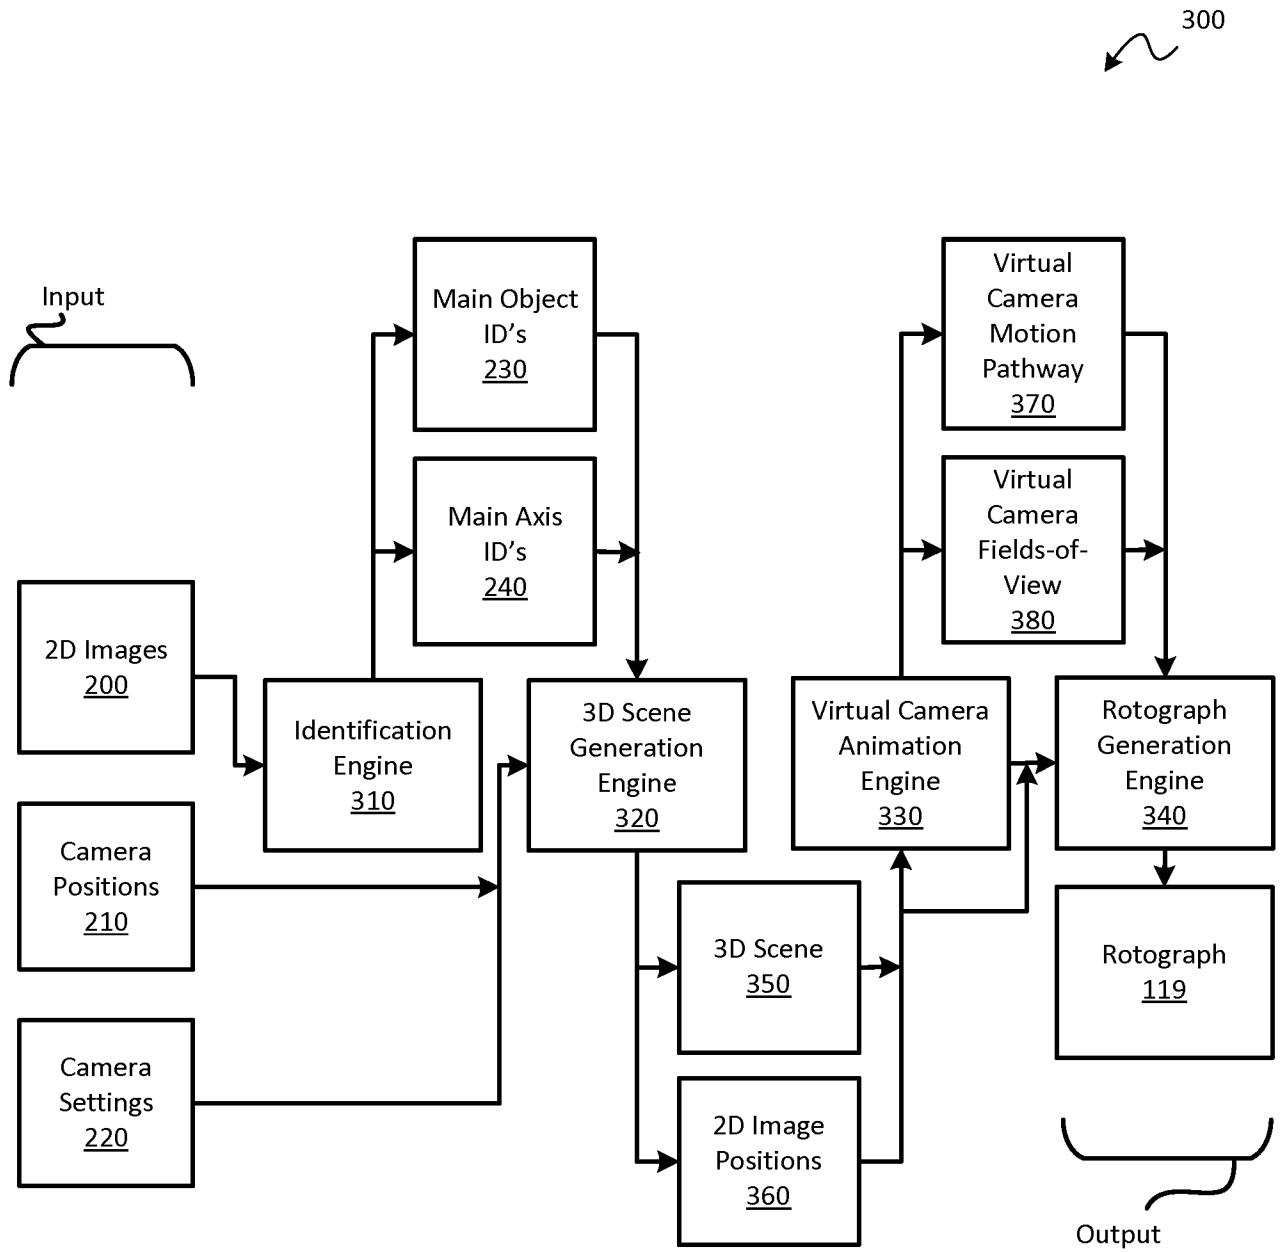 300
Input
2D Images
200
Camera
Positions
210
Camera
Settings
220
Identification
Engine
310
Main Object
ID's
230
Main Axis
ID's
240
3D Scene
Generation
Engine
320
3D Scene
350
2D Image
Positions
360
Virtual Camera
Animation
Engine
330
Virtual
Camera
Motion
Pathway
370
Virtual
Camera
Fields-of-
View
380
Rotograph
Generation
Engine
340
Rotograph
119
Output